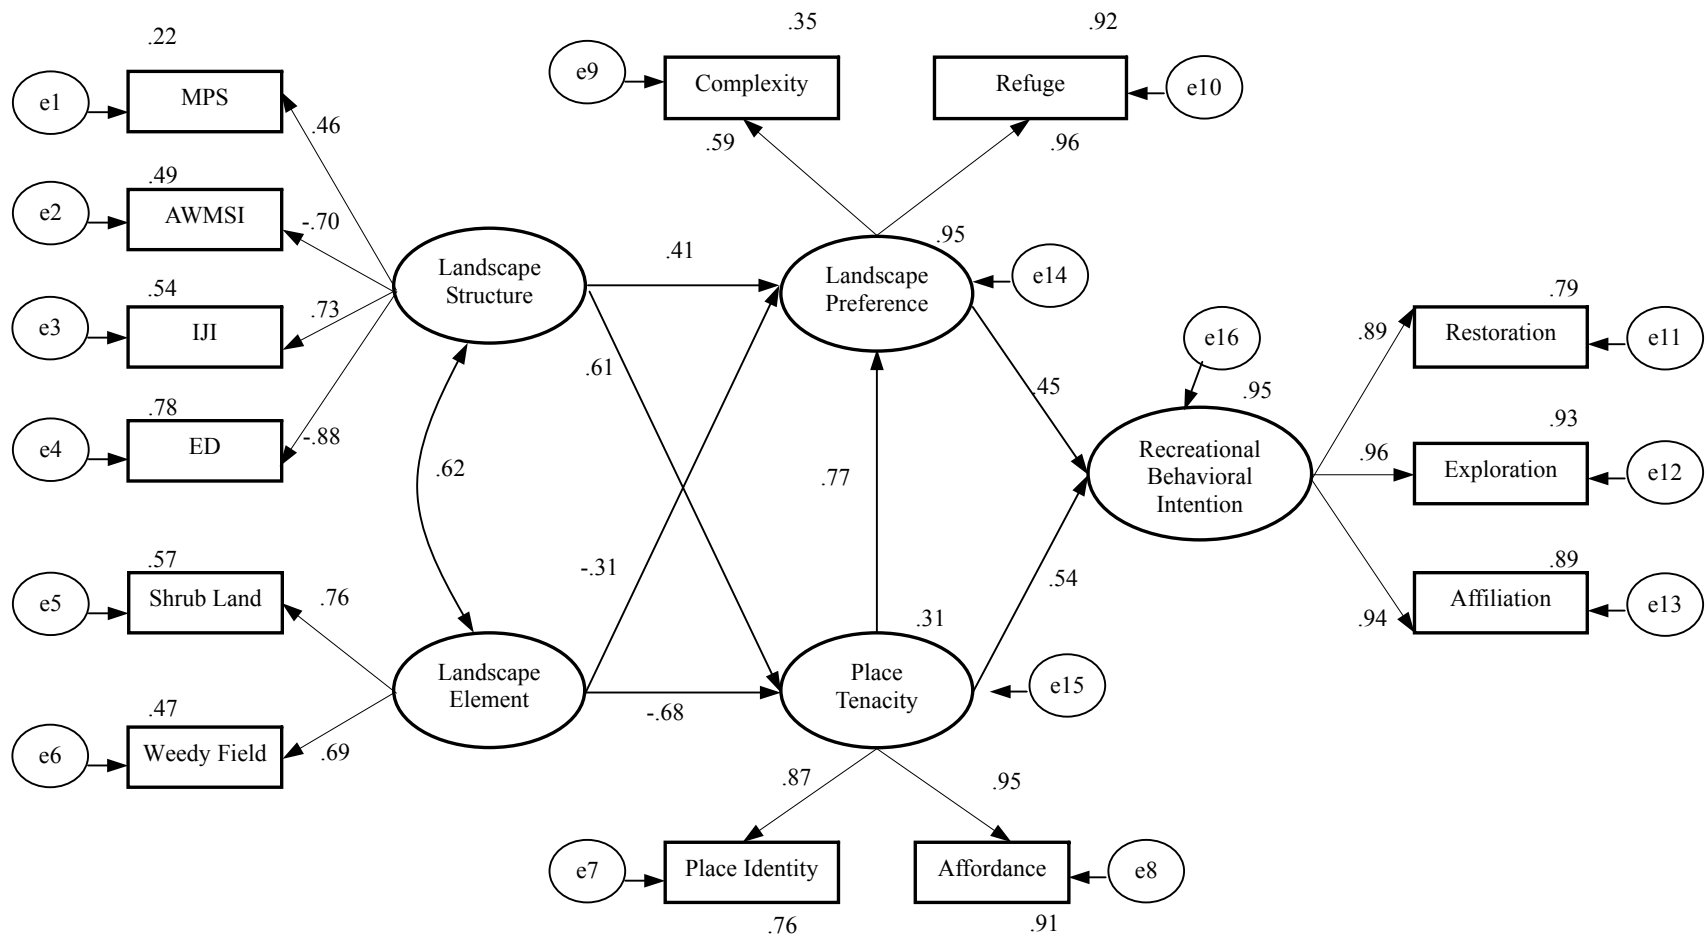 .22
e1
MPS
.46
.49
e2
AWMSI
-.70
.54
e3
IJI
.73
.78
e4
ED
-.88
.57
e5
Shrub Land
.76
.47
e6
Weedy Field
.69
Landscape
Structure
.62
Landscape
Element
.41
.61
-.31
-.68
.35
e9
Complexity
.59
.92
Refuge
e10
.96
.95
Landscape
Preference
e14
.77
.31
Place
Tenacity
e15
.87
.95
e7
Place Identity
.76
Affordance
e8
.91
.45
.54
e16
.95
Recreational
Behavioral
Intention
.89
.79
Restoration
e11
.96
.93
Exploration
e12
.94
.89
Affiliation
e13